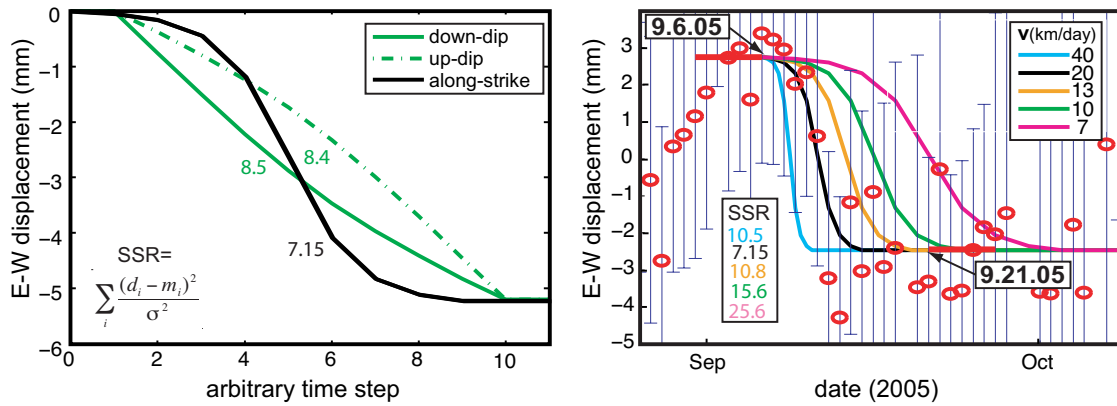 0
−1
−2
−3
−4
−5
−6
E-W displacement (mm)
0
2
4
6
8
10
arbitrary time step
down-dip
up-dip
along-strike
8.4
8.5
7.15
SSR=
∑i (di − mi)² / σ²
3
2
1
0
-1
-2
-3
-4
-5
E-W displacement (mm)
Sep
Oct
date (2005)
9.6.05
v(km/day)
40
20
13
10
7
SSR
10.5
7.15
10.8
15.6
25.6
9.21.05